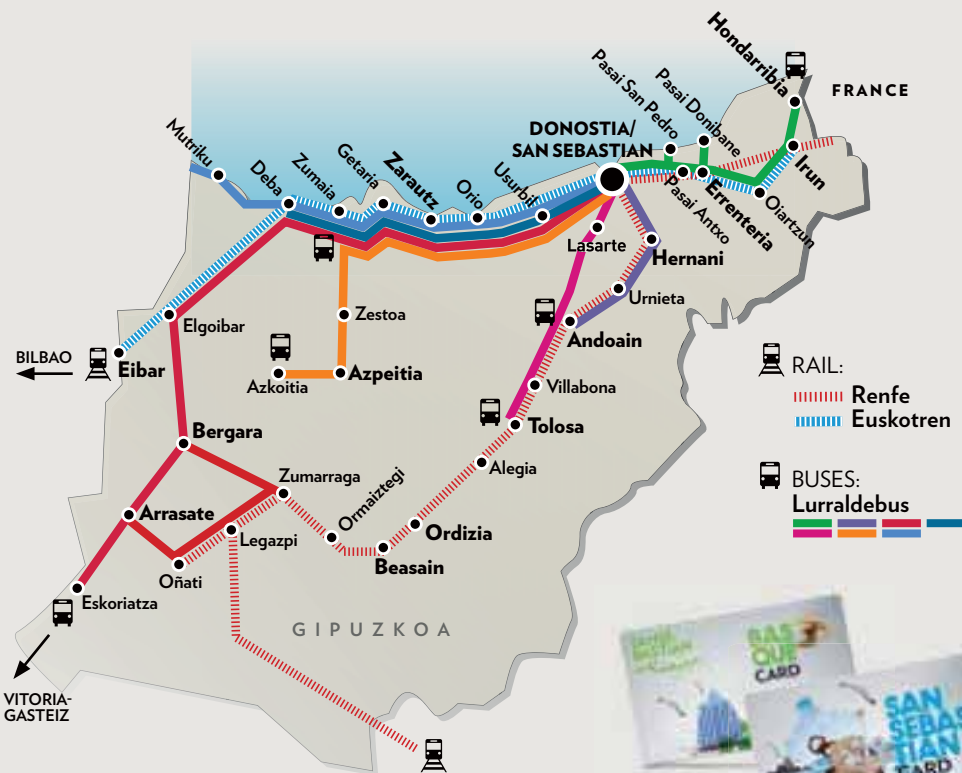 Hondarribia
FRANCE
Pasai San Pedro
Pasai Donibane
DONOSTIA/
SAN SEBASTIAN
Mutriku
Deba
Zumaia
Getaria
Zarautz
Orio
Usurbil
Pasai Antxo
Errenteria
Oiartzun
Irun
Lasarte
Hernani
Urnieta
Elgoibar
Zestoa
Andoain
BILBAO
Eibar
Azkoitia
Azpeitia
Villabona
RAIL:
Renfe
Euskotren
Tolosa
Bergara
Alegia
Zumarraga
Ormaiztegi
BUSES:
Lurraldebus
Arrasate
Legazpi
Ordizia
Beasain
Oñati
Eskoriatza
GIPUZKOA
VITORIA-
GASTEIZ
BAS
QUE
CARD
SAN
SEBAS
TIAN
CARD